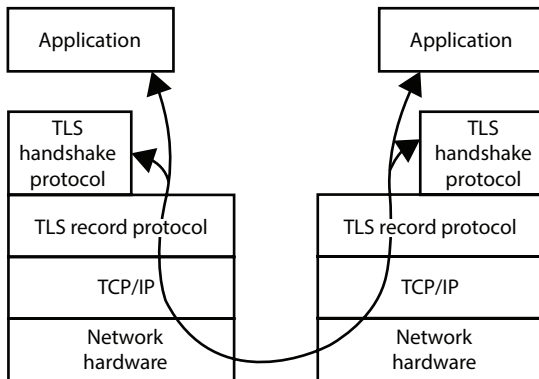 Application
Application
TLS
handshake
protocol
TLS
handshake
protocol
TLS record protocol
TLS record protocol
TCP/IP
TCP/IP
Network
hardware
Network
hardware